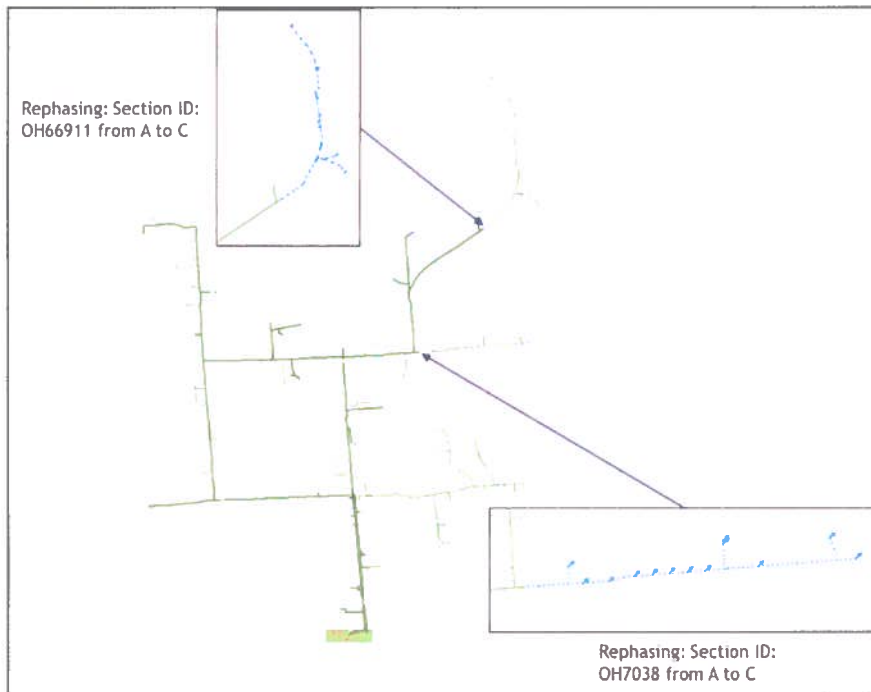 Rephasing: Section ID:
OH66911 from A to C
Rephasing: Section ID:
OH7038 from A to C